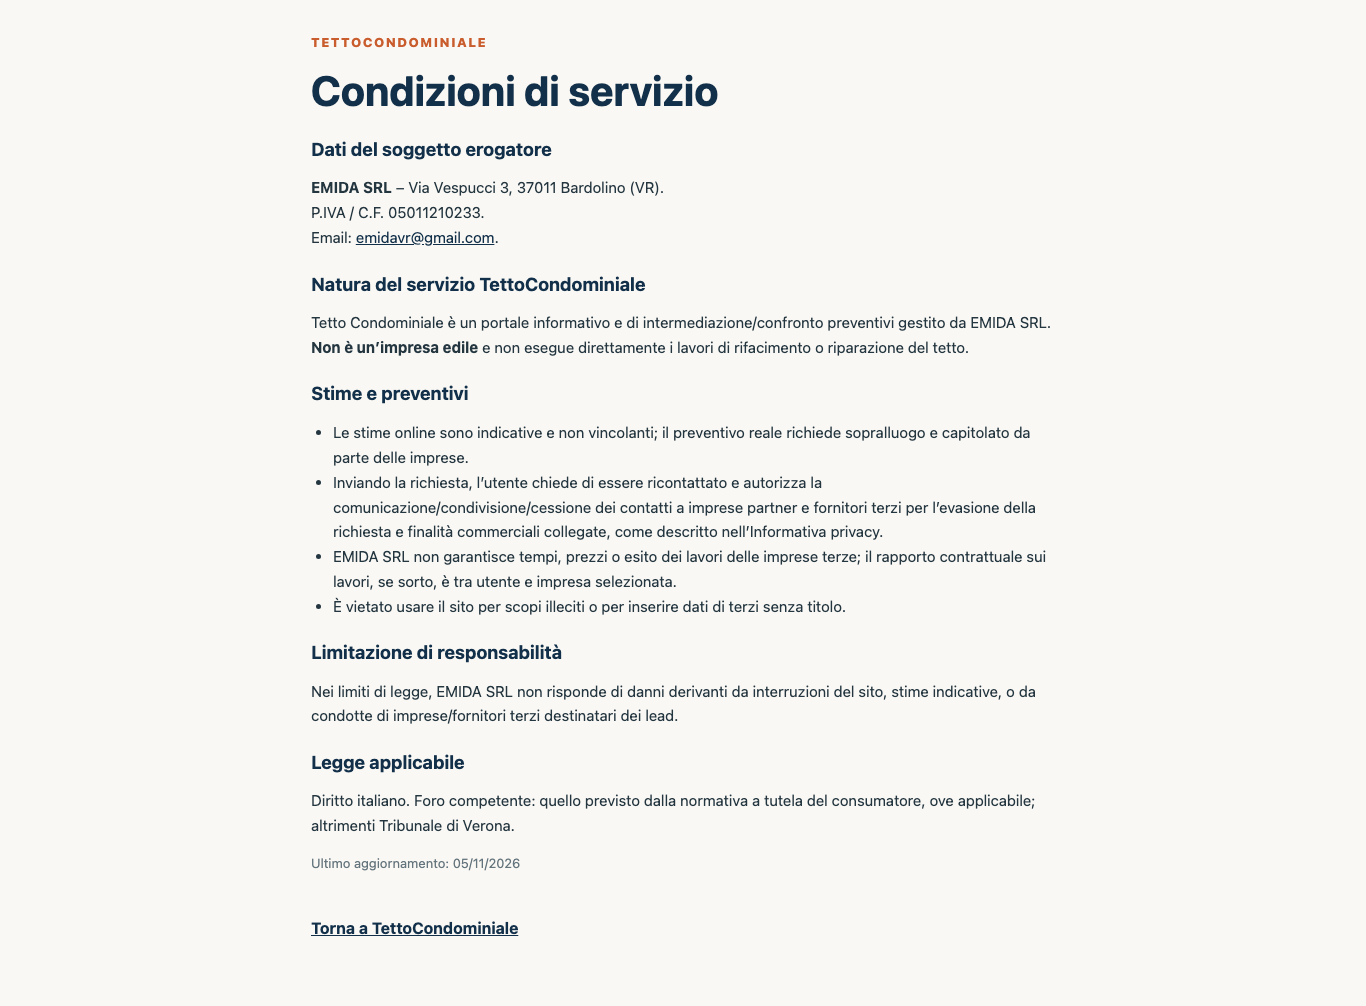 TETTOCONDOMINIALE
Condizioni di servizio
Dati del soggetto erogatore
EMIDA SRL – Via Vespucci 3, 37011 Bardolino (VR).
P.IVA / C.F. 05011210233.
Email: emidavr@gmail.com.
Natura del servizio TettoCondominiale
Tetto Condominiale è un portale informativo e di intermediazione/confronto preventivi gestito da EMIDA SRL.
Non è un’impresa edile e non esegue direttamente i lavori di rifacimento o riparazione del tetto.
Stime e preventivi
• Le stime online sono indicative e non vincolanti; il preventivo reale richiede sopralluogo e capitolato da
parte delle imprese.
• Inviando la richiesta, l’utente chiede di essere ricontattato e autorizza la
comunicazione/condivisione/cessione dei contatti a imprese partner e fornitori terzi per l’evasione della
richiesta e finalità commerciali collegate, come descritto nell’Informativa privacy.
• EMIDA SRL non garantisce tempi, prezzi o esito dei lavori delle imprese terze; il rapporto contrattuale sui
lavori, se sorto, è tra utente e impresa selezionata.
• È vietato usare il sito per scopi illeciti o per inserire dati di terzi senza titolo.
Limitazione di responsabilità
Nei limiti di legge, EMIDA SRL non risponde di danni derivanti da interruzioni del sito, stime indicative, o da
condotte di imprese/fornitori terzi destinatari dei lead.
Legge applicabile
Diritto italiano. Foro competente: quello previsto dalla normativa a tutela del consumatore, ove applicabile;
altrimenti Tribunale di Verona.
Ultimo aggiornamento: 05/11/2026
Torna a TettoCondominiale